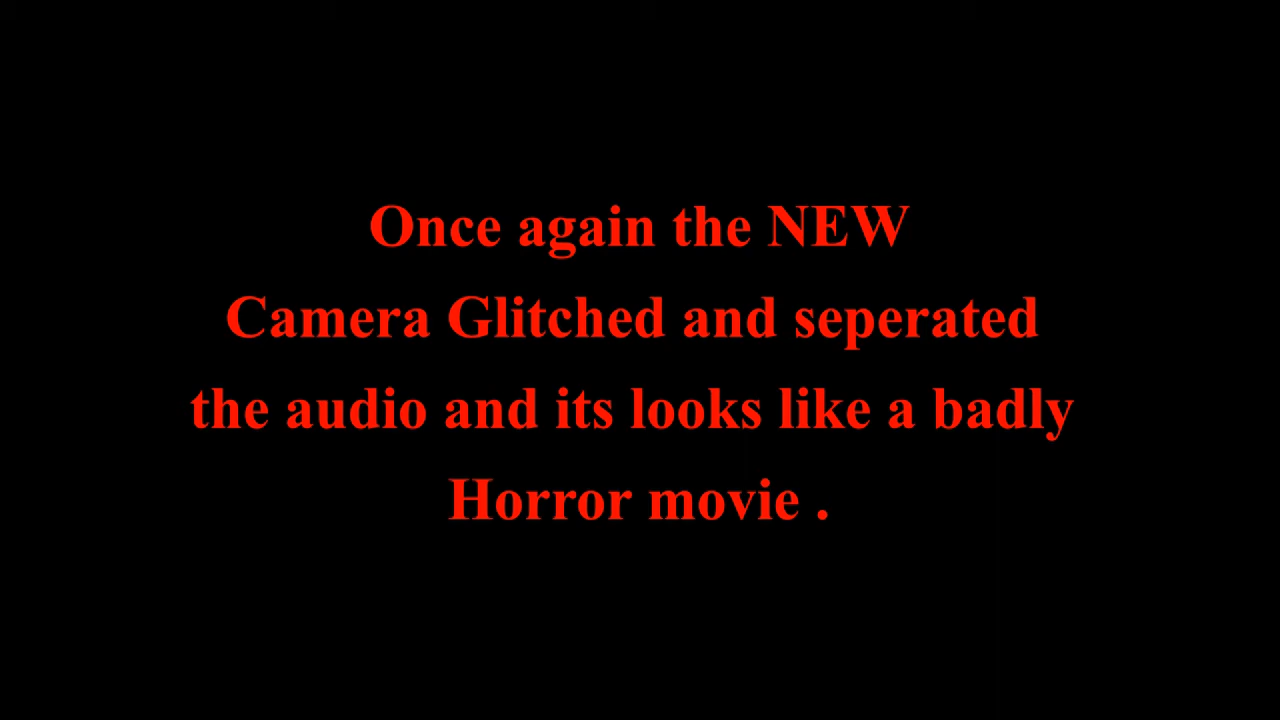 Once again the NEW
Camera Glitched and seperated
the audio and its looks like a badly
Horror movie .